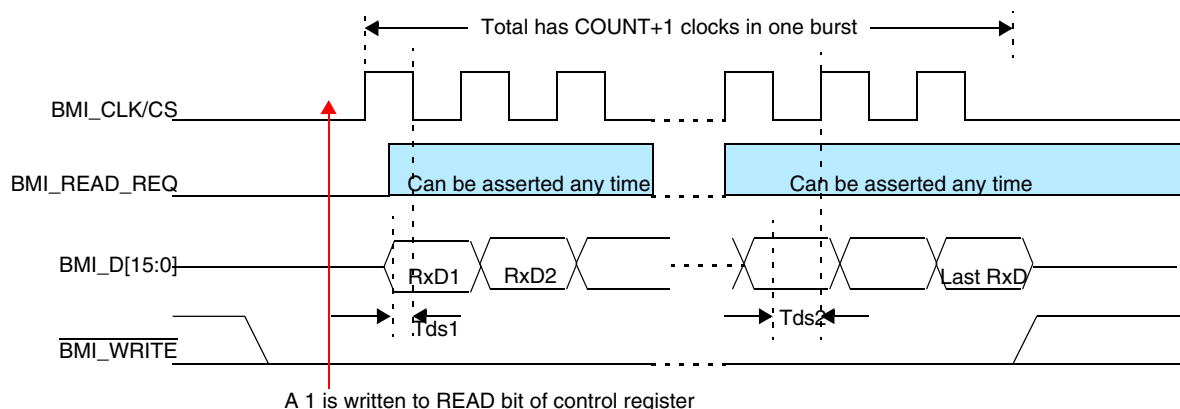 Total has COUNT+1 clocks in one burst
BMI_CLK/CS
BMI_READ_REQ
Can be asserted any time
Can be asserted any time
BMI_D[15:0]
RxD1
RxD2
Last RxD
Tds1
Tds2
BMI_WRITE
A 1 is written to READ bit of control register